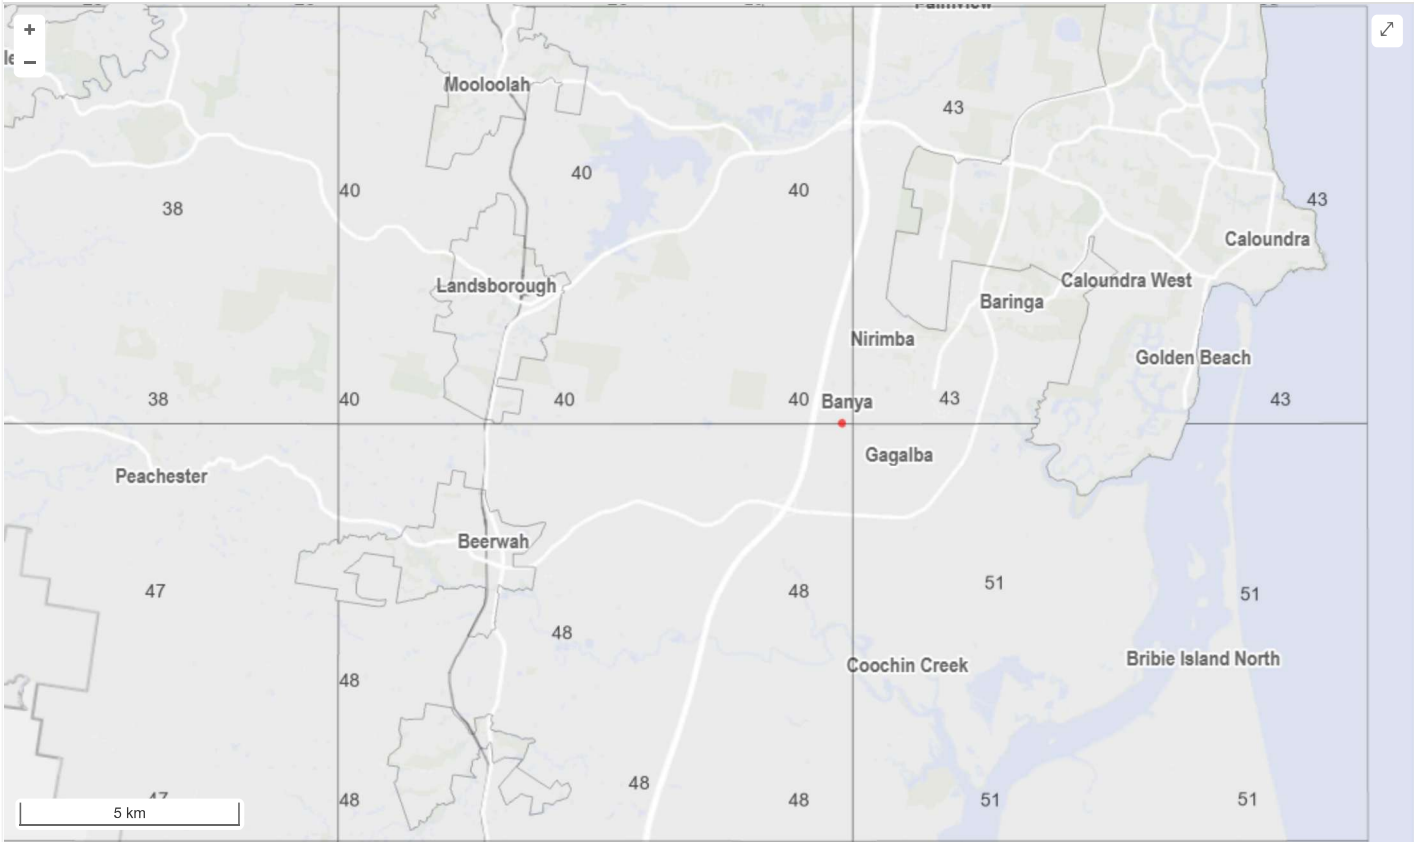 +
−
Mooloolah
43
40
40
40
38
43
Caloundra
Landsborough
Caloundra West
Baringa
Nirimba
Golden Beach
38
40
40
40
Banya
43
43
Gagalba
Peachester
Beerwah
47
48
51
51
48
Coochin Creek
Bribie Island North
48
48
48
48
51
51
5 km